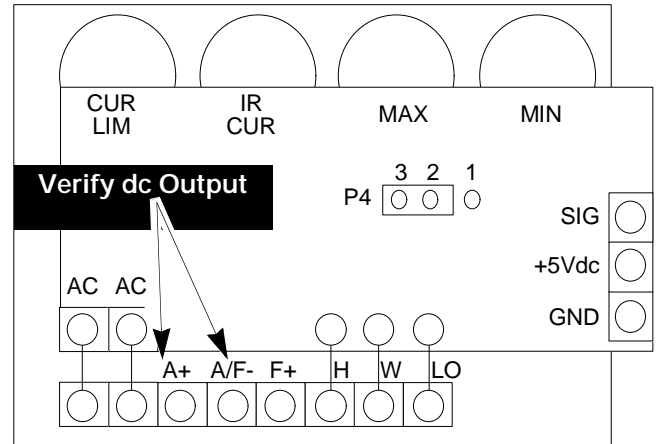 CUR LIM
IR CUR
MAX
MIN
Verify dc Output
3 2 1
P4
SIG
+5Vdc
GND
AC AC
A+ A/F- F+ H W LO